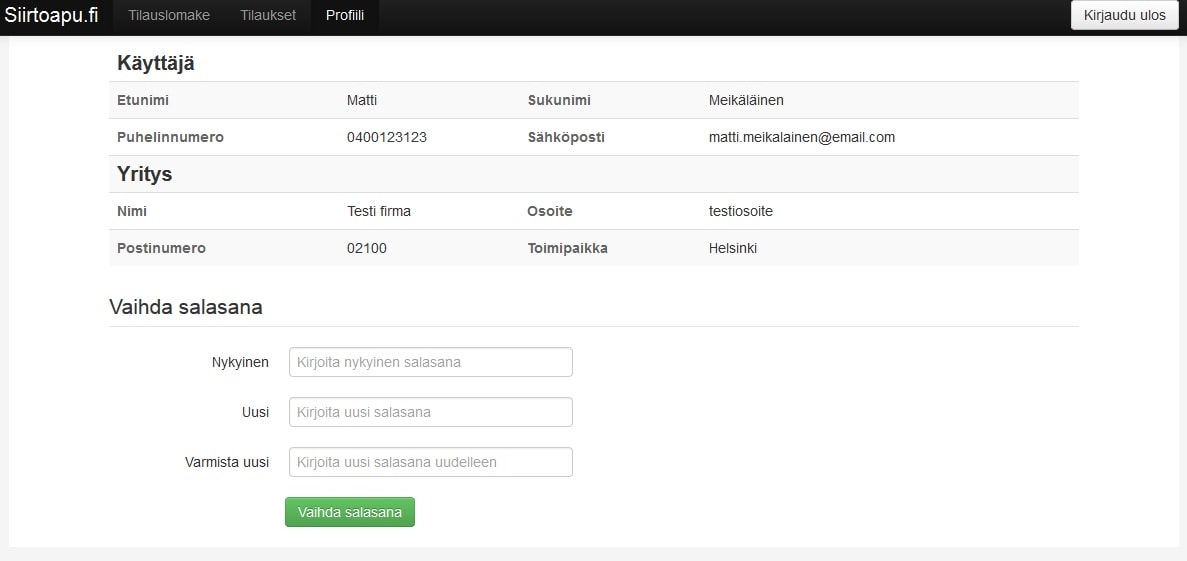 Siirtoapu.fi Tilauslomake Tilaukset Profiili Kirjaudu ulos
Käyttäjä
Etunimi Matti Sukunimi Meikäläinen
Puhelinnumero 0400123123 Sähköposti matti.meikalainen@email.com
Yritys
Nimi Testi firma Osoite testiosoite
Postinumero 02100 Toimipaikka Helsinki
Vaihda salasana
Nykyinen Kirjoita nykyinen salasana
Uusi Kirjoita uusi salasana
Varmista uusi Kirjoita uusi salasana uudelleen
Vaihda salasana